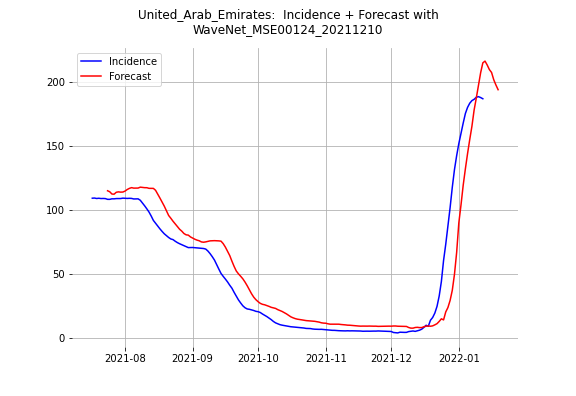 United_Arab_Emirates:  Incidence + Forecast with
WaveNet_MSE00124_20211210
Incidence
Forecast
200
150
100
50
0
2021-08
2021-09
2021-10
2021-11
2021-12
2022-01